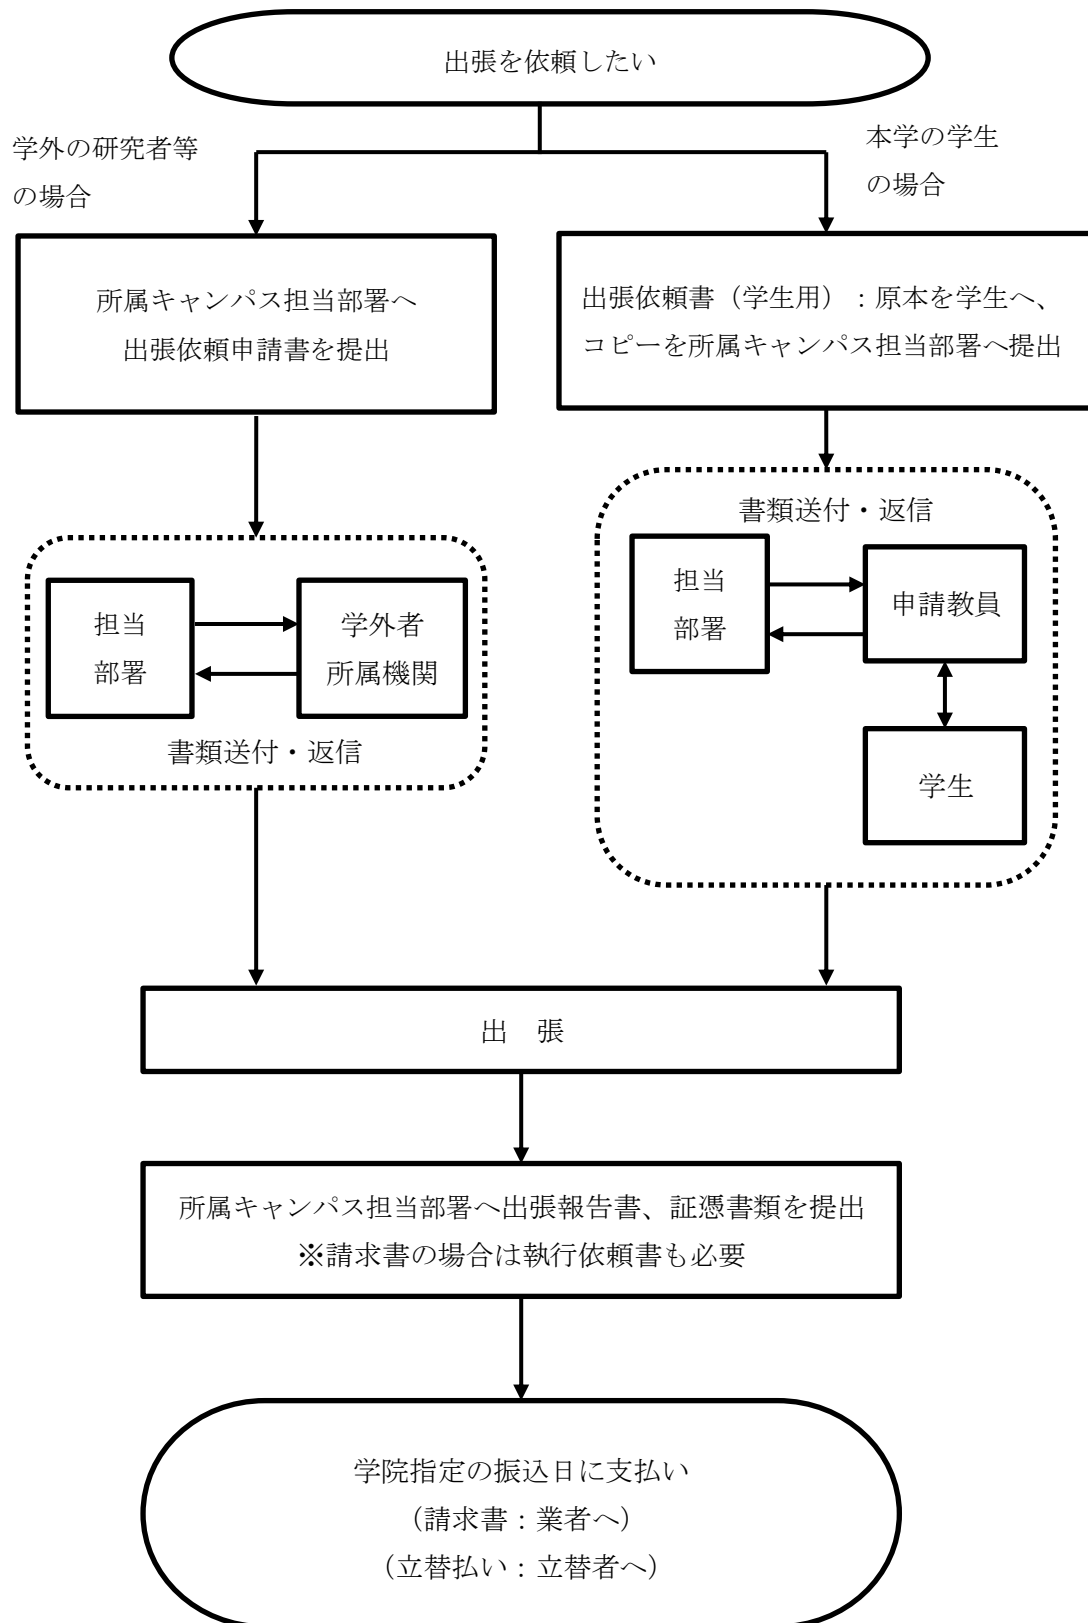 出張を依頼したい
学外の研究者等
の場合
本学の学生
の場合
所属キャンパス担当部署へ
出張依頼申請書を提出
出張依頼書（学生用）：原本を学生へ、
コピーを所属キャンパス担当部署へ提出
担当
部署
学外者
所属機関
書類送付・返信
書類送付・返信
担当
部署
申請教員
学生
出　張
所属キャンパス担当部署へ出張報告書、証憑書類を提出
※請求書の場合は執行依頼書も必要
学院指定の振込日に支払い
（請求書：業者へ）
（立替払い：立替者へ）